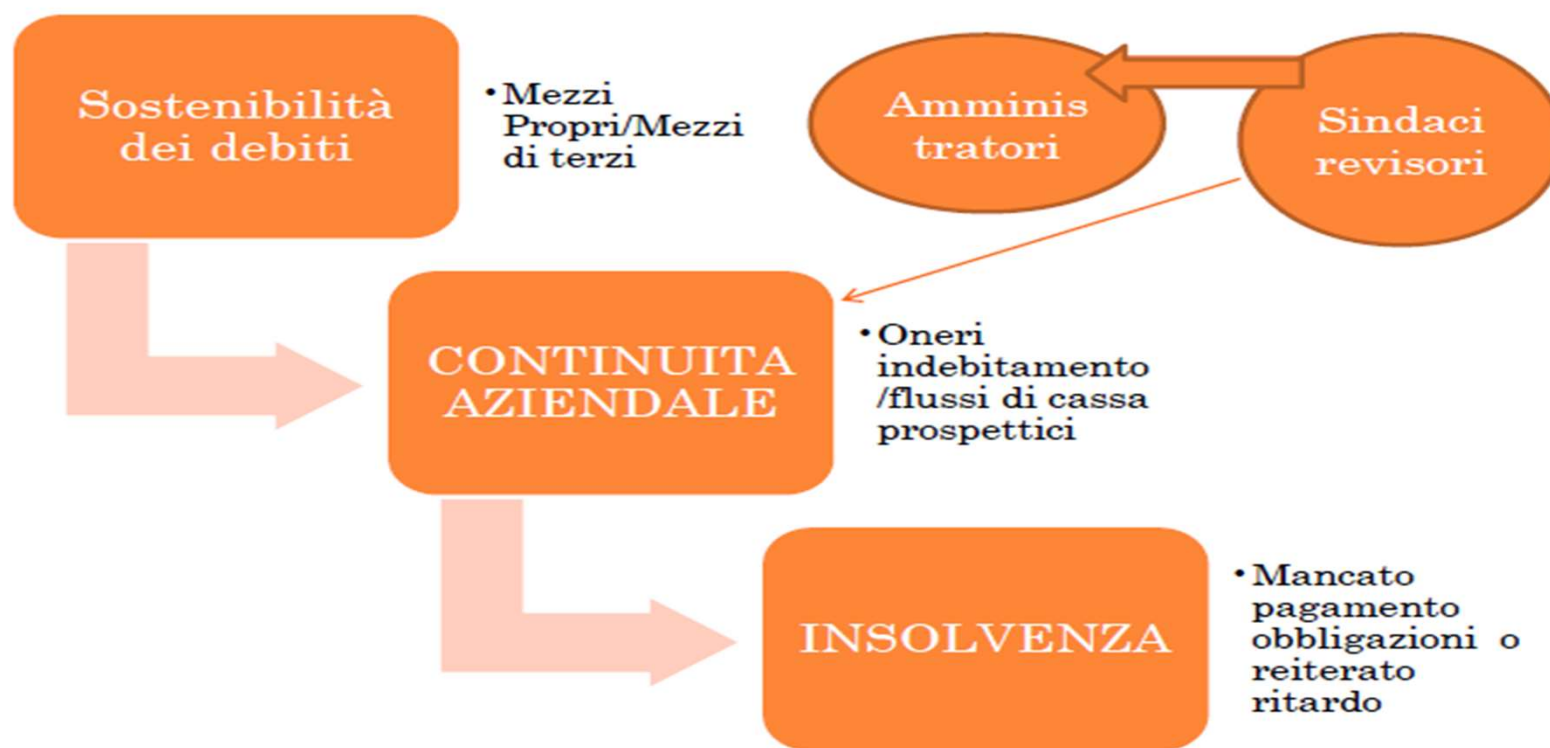 Sostenibilità
dei debiti
•Mezzi
Propri/Mezzi
di terzi
Amminis
tratori
Sindaci
revisori
CONTINUITA
AZIENDALE
•Oneri
indebitamento
/flussi di cassa
prospettici
INSOLVENZA
•Mancato
pagamento
obbligazioni o
reiterato
ritardo